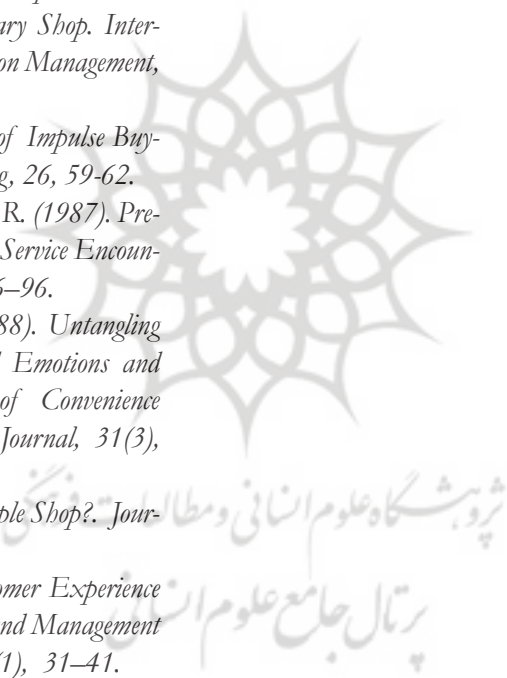 ary Shop. Inter-
on Management,
of Impulse Buy-
g, 26, 59-62.
R. (1987). Pre-
Service Encoun-
6–96.
88). Untangling
Emotions and
of Convenience
Journal, 31(3),
ple Shop?. Jour-
omer Experience
nd Management
(1), 31–41.
پژوهشگاه علوم انسانی و مطالعات فرهنگی
پرتال جامع علوم انسانی